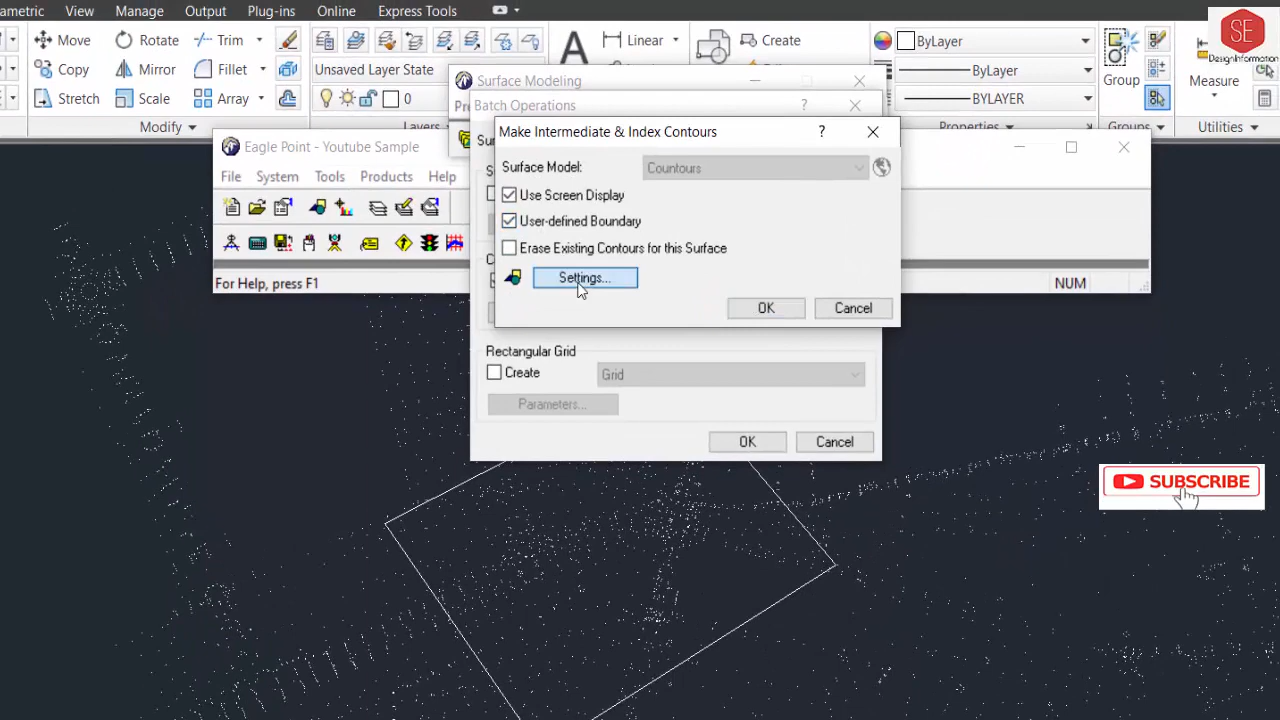 ametric View Manage Output Plug-ins Online Express Tools
Move Rotate Trim Linear Create ByLayer
Copy Mirror Fillet Unsaved Layer State ByLayer Group Measure
Stretch Scale Array 0 BYLAYER
Modify Layers Properties Groups Utilities
SE
DesignInformation
Surface Modeling
Batch Operations
Make Intermediate & Index Contours
Surface Model: Countours
Use Screen Display
User-defined Boundary
Erase Existing Contours for this Surface
Settings...
OK Cancel
Eagle Point - Youtube Sample
File System Tools Products Help
For Help, press F1 NUM
Rectangular Grid
Create Grid
Parameters...
OK Cancel
SUBSCRIBE